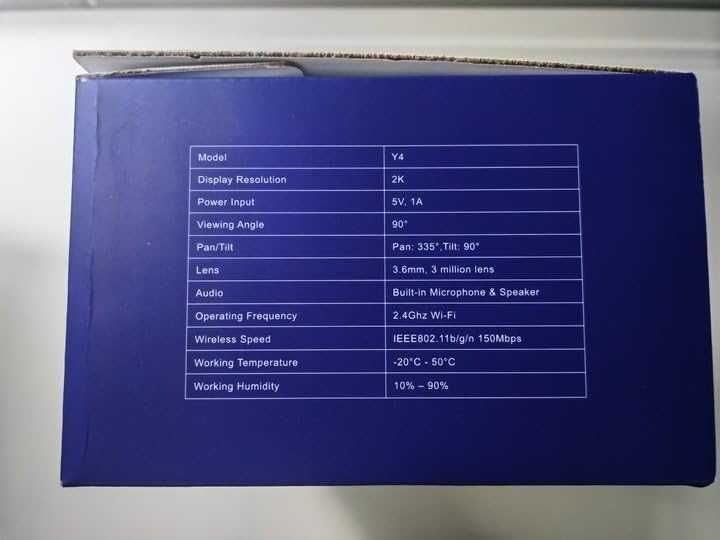 Model Y4
Display Resolution 2K
Power Input 5V, 1A
Viewing Angle 90°
Pan/Tilt Pan: 335°,Tilt: 90°
Lens 3.6mm, 3 million lens
Audio Built-in Microphone & Speaker
Operating Frequency 2.4Ghz Wi-Fi
Wireless Speed IEEE802.11b/g/n 150Mbps
Working Temperature -20°C - 50°C
Working Humidity 10% – 90%